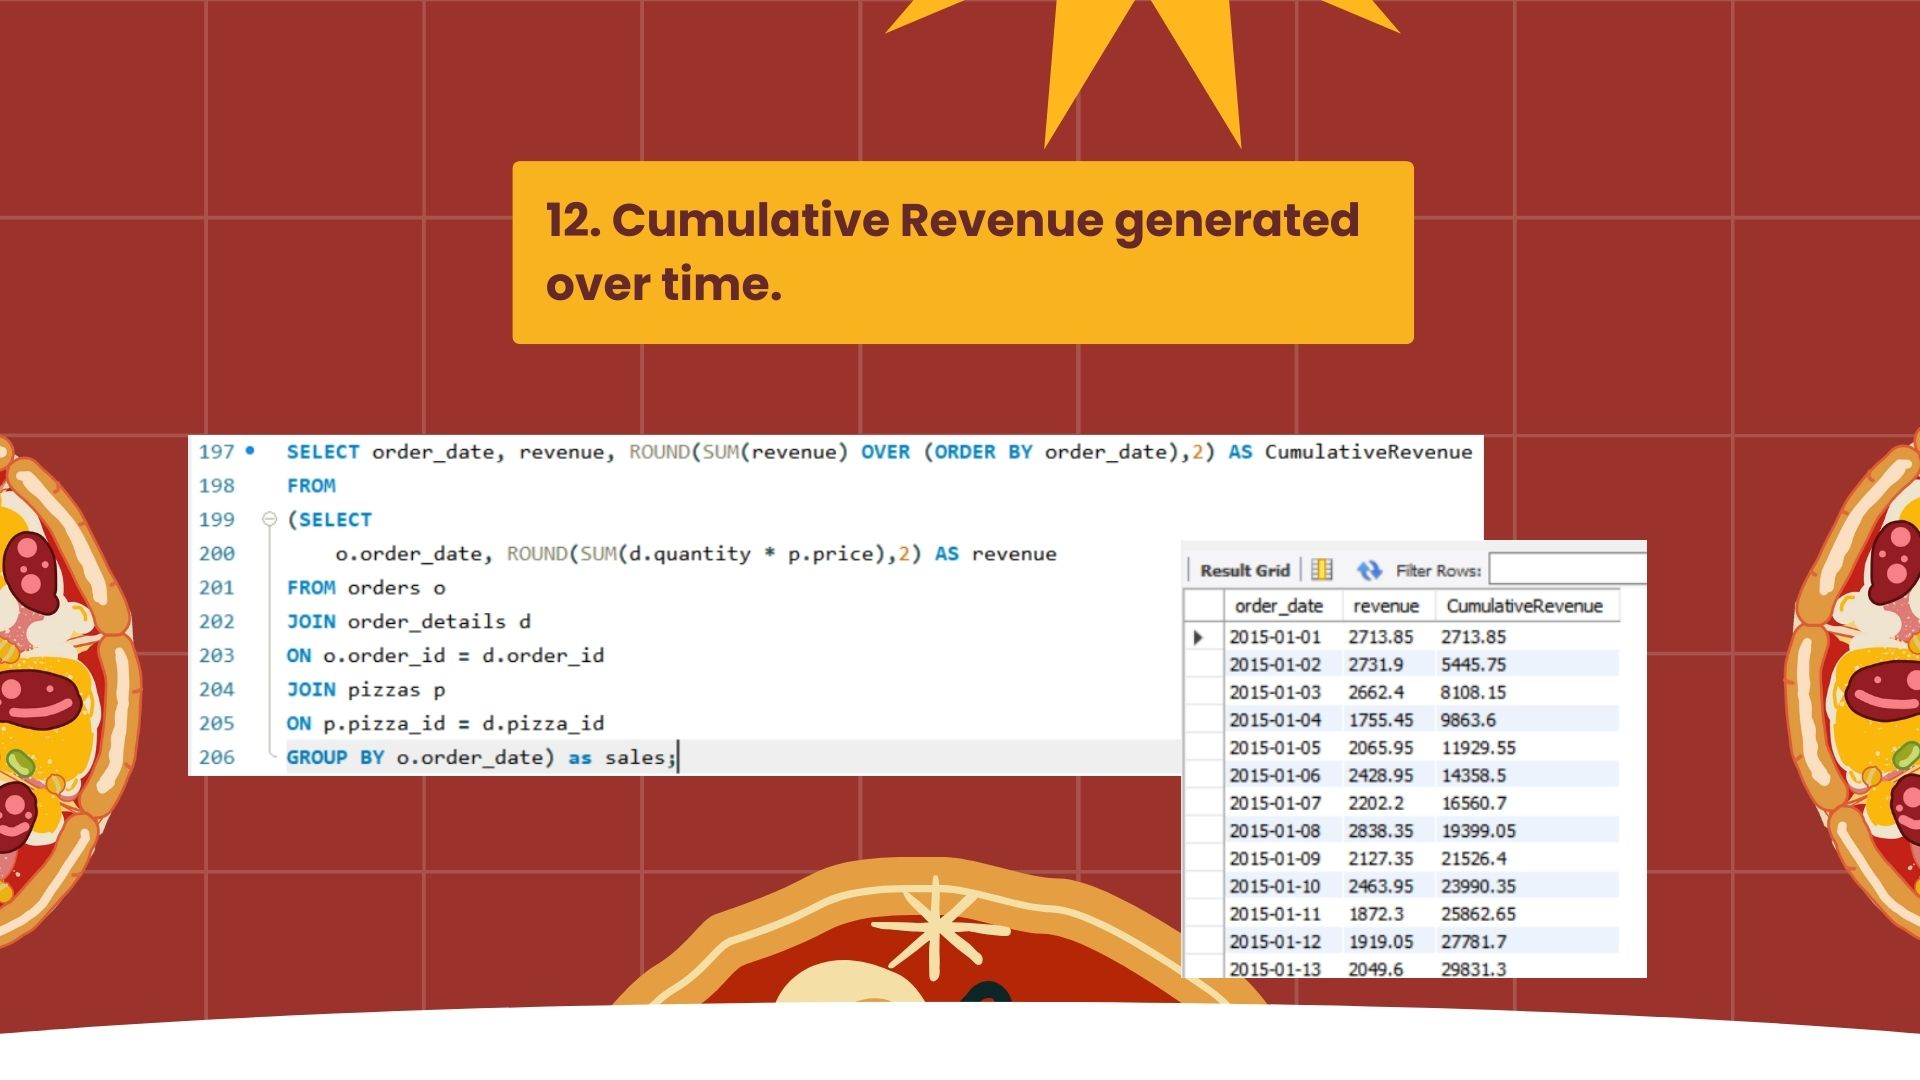 12. Cumulative Revenue generated
over time.
197 SELECT order_date, revenue, ROUND(SUM(revenue) OVER (ORDER BY order_date),2) AS CumulativeRevenue
198 FROM
199 (SELECT
200 o.order_date, ROUND(SUM(d.quantity * p.price),2) AS revenue
201 FROM orders o
202 JOIN order_details d
203 ON o.order_id = d.order_id
204 JOIN pizzas p
205 ON p.pizza_id = d.pizza_id
206 GROUP BY o.order_date) as sales;
Result Grid Filter Rows:
order_date revenue CumulativeRevenue
2015-01-01 2713.85 2713.85
2015-01-02 2731.9 5445.75
2015-01-03 2662.4 8108.15
2015-01-04 1755.45 9863.6
2015-01-05 2065.95 11929.55
2015-01-06 2428.95 14358.5
2015-01-07 2202.2 16560.7
2015-01-08 2838.35 19399.05
2015-01-09 2127.35 21526.4
2015-01-10 2463.95 23990.35
2015-01-11 1872.3 25862.65
2015-01-12 1919.05 27781.7
2015-01-13 2049.6 29831.3